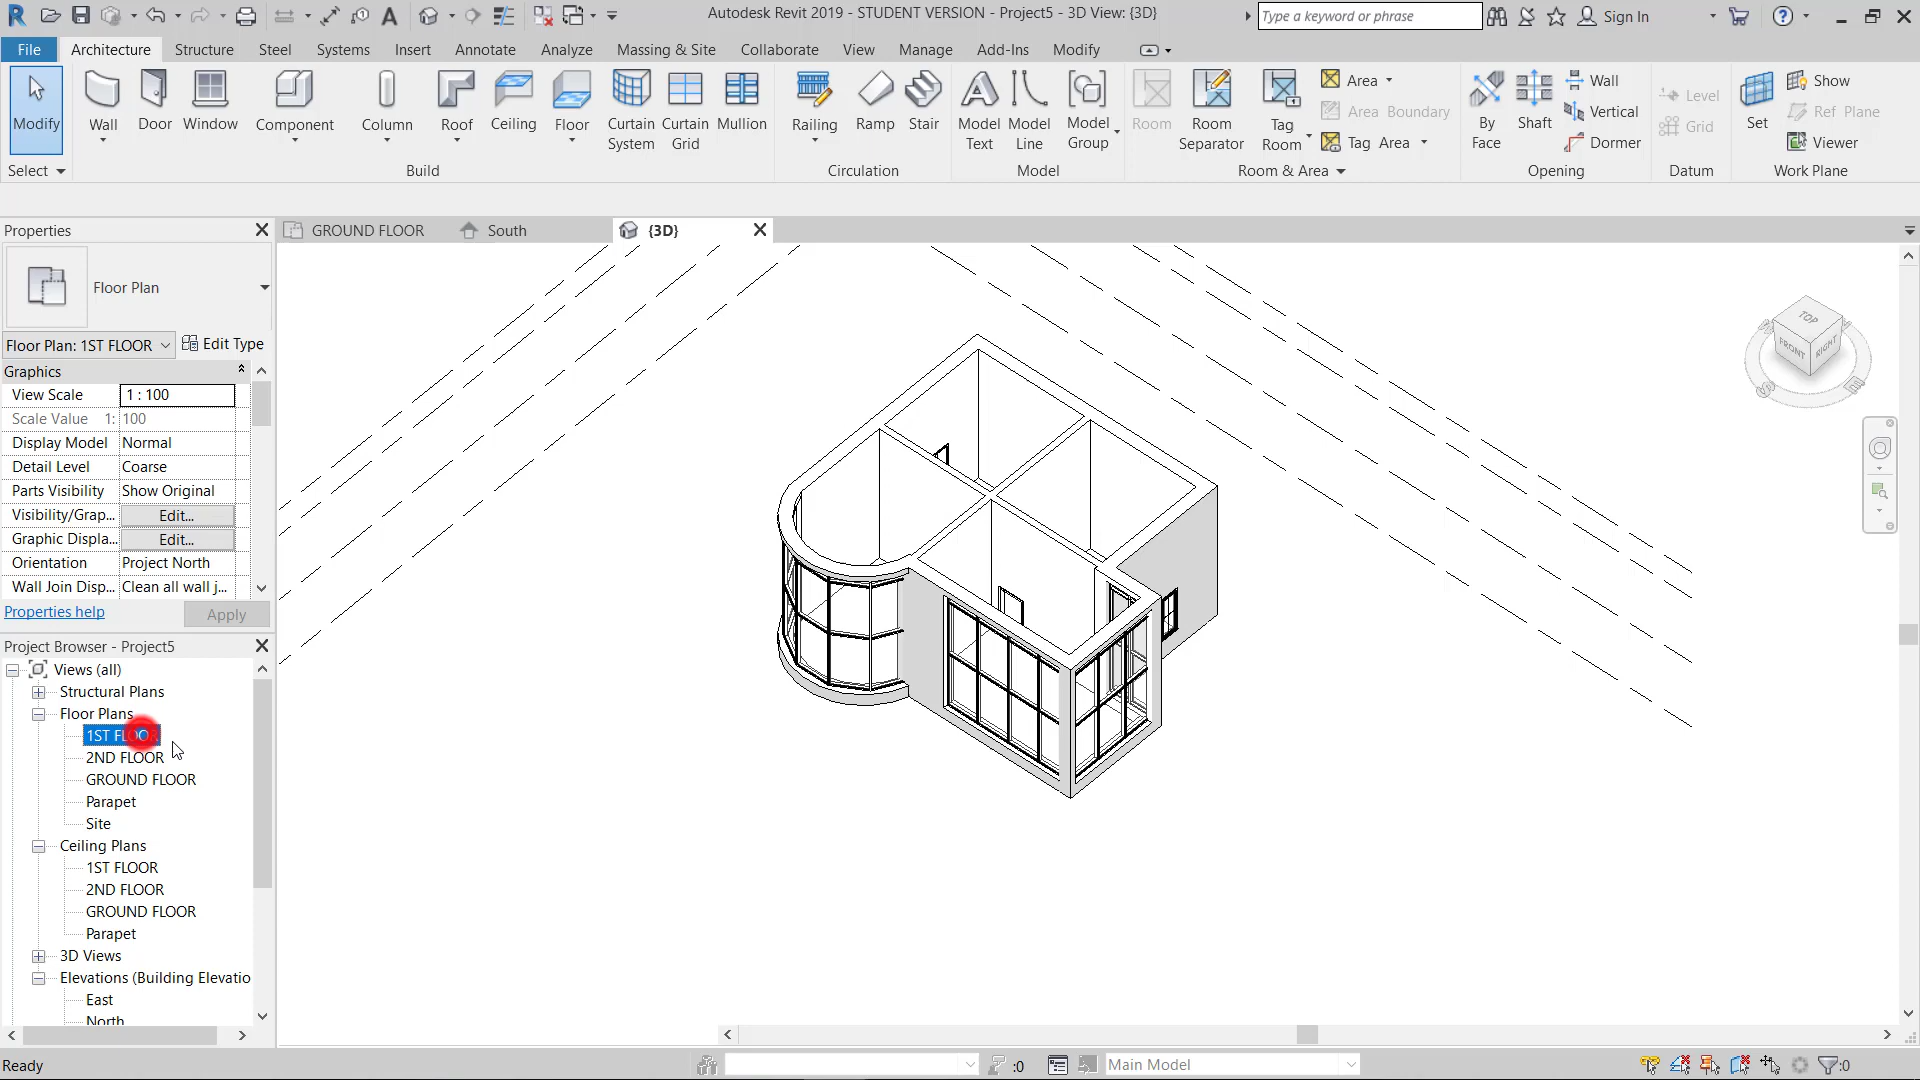 Autodesk Revit 2019 - STUDENT VERSION - Project5 - 3D View: {3D}
Type a keyword or phrase
Sign In
File Architecture Structure Steel Systems Insert Annotate Analyze Massing & Site Collaborate View Manage Add-Ins Modify
Modify
Wall
Door
Window
Component
Column
Roof
Ceiling
Floor
Curtain System
Curtain Grid
Mullion
Railing
Ramp
Stair
Model Text
Model Line
Model Group
Room
Room Separator
Tag Room
Area
Area Boundary
Tag Area
By Face
Shaft
Wall
Vertical
Dormer
Level
Grid
Set
Show
Ref Plane
Viewer
Select Build Circulation Model Room & Area Opening Datum Work Plane
Properties
GROUND FLOOR South {3D}
Floor Plan
Floor Plan: 1ST FLOOR Edit Type
Graphics
View Scale 1 : 100
Scale Value 1: 100
Display Model Normal
Detail Level Coarse
Parts Visibility Show Original
Visibility/Grap... Edit...
Graphic Displa... Edit...
Orientation Project North
Wall Join Disp... Clean all wall j...
Properties help Apply
Project Browser - Project5
Views (all)
Structural Plans
Floor Plans
1ST FLOOR
2ND FLOOR
GROUND FLOOR
Parapet
Site
Ceiling Plans
1ST FLOOR
2ND FLOOR
GROUND FLOOR
Parapet
3D Views
Elevations (Building Elevatio
East
North
TOP
FRONT
RIGHT
Ready
:0
Main Model
:0